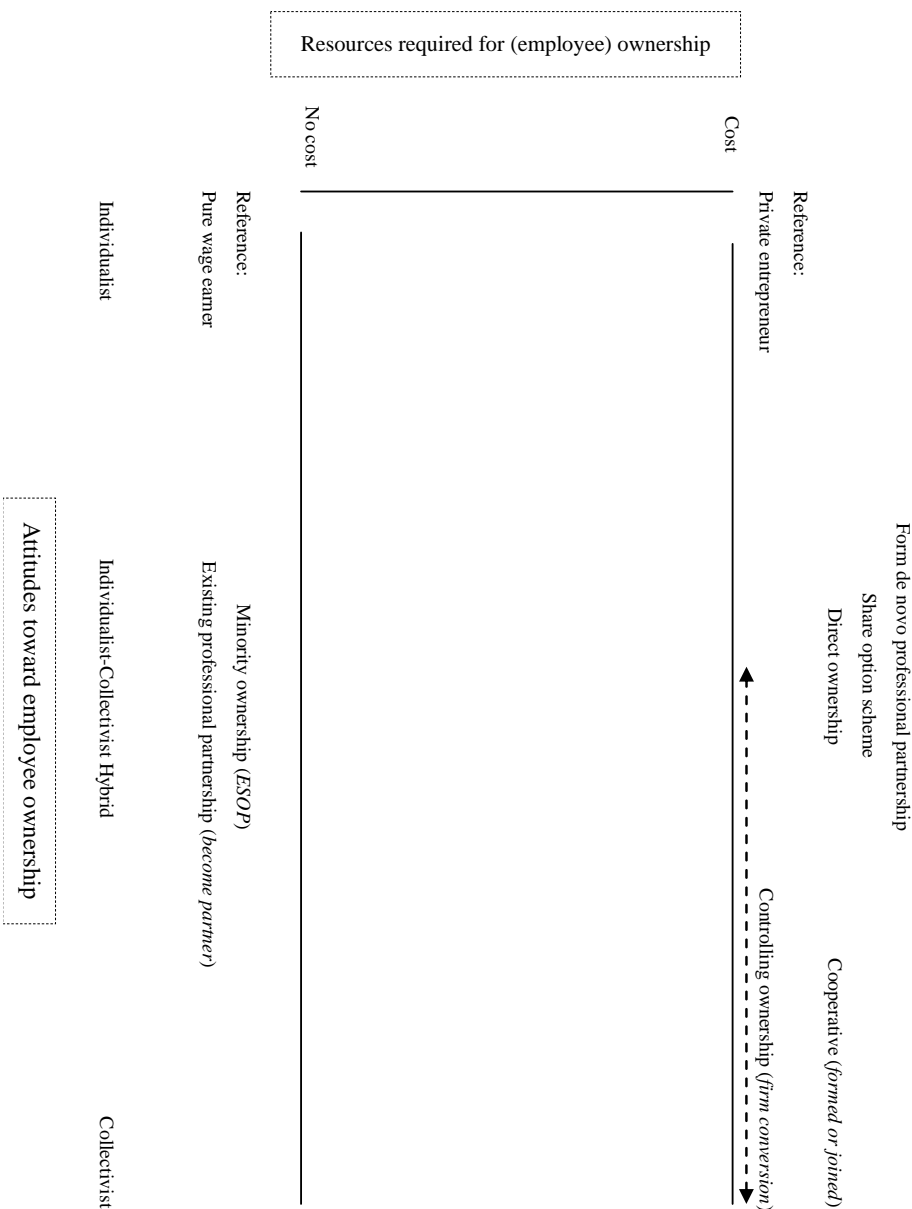 Resources required for (employee) ownership
Cost
No cost
Reference:
Private entrepreneur
Form de novo professional partnership
Share option scheme
Direct ownership
Cooperative (formed or joined)
Controlling ownership (firm conversion)
Reference:
Pure wage earner
Minority ownership (ESOP)
Existing professional partnership (become partner)
Individualist
Individualist-Collectivist Hybrid
Collectivist
Attitudes toward employee ownership